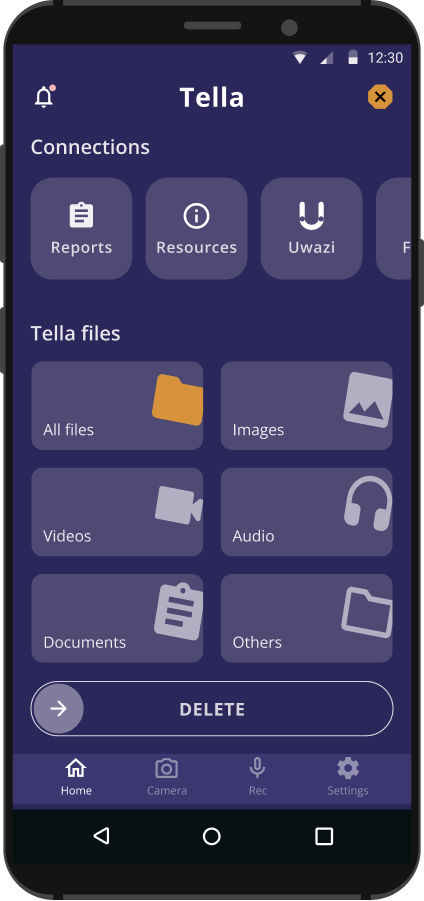 12:30
Tella
Connections
Reports Resources Uwazi F
Tella files
All files Images
Videos Audio
Documents Others
DELETE
Home Camera Rec Settings